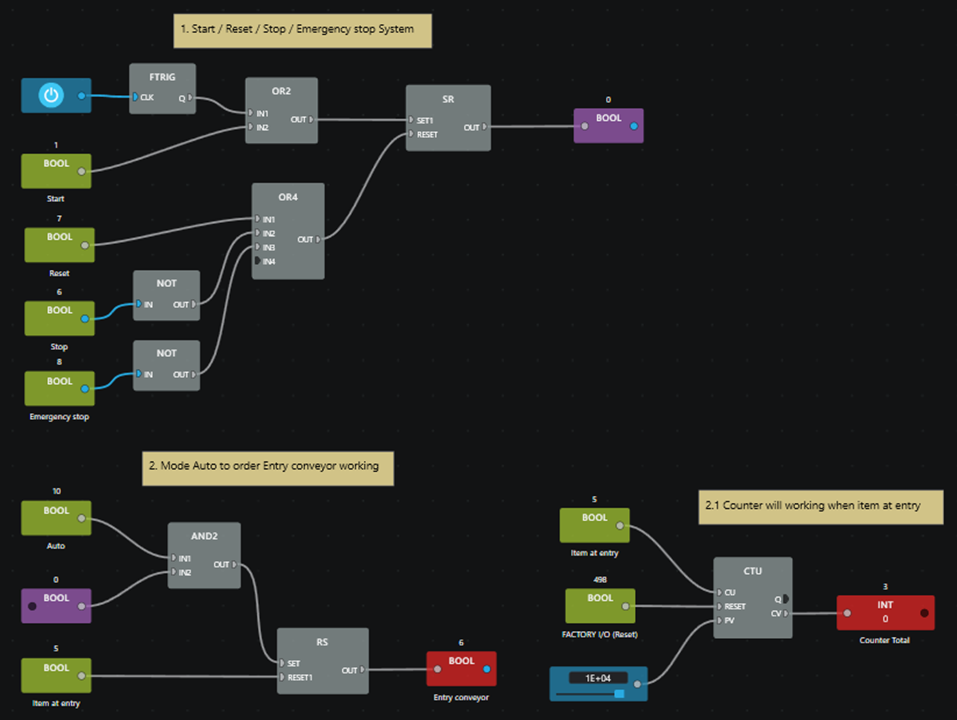 1. Start / Reset / Stop / Emergency stop System
FTRIG
CLK Q
1
BOOL
Start
OR2
IN1
IN2
OUT
SR
SET1
RESET
OUT
0
BOOL
7
BOOL
Reset
OR4
IN1
IN2
IN3
IN4
OUT
6
BOOL
Stop
NOT
IN OUT
8
BOOL
Emergency stop
NOT
IN OUT
2. Mode Auto to order Entry conveyor working
10
BOOL
Auto
0
BOOL
AND2
IN1
IN2
OUT
5
BOOL
Item at entry
RS
SET
RESET1
OUT
6
BOOL
Entry conveyor
2.1 Counter will working when item at entry
5
BOOL
Item at entry
498
BOOL
FACTORY I/O (Reset)
1E+04
CTU
CU
RESET
PV
Q
CV
3
INT
0
Counter Total